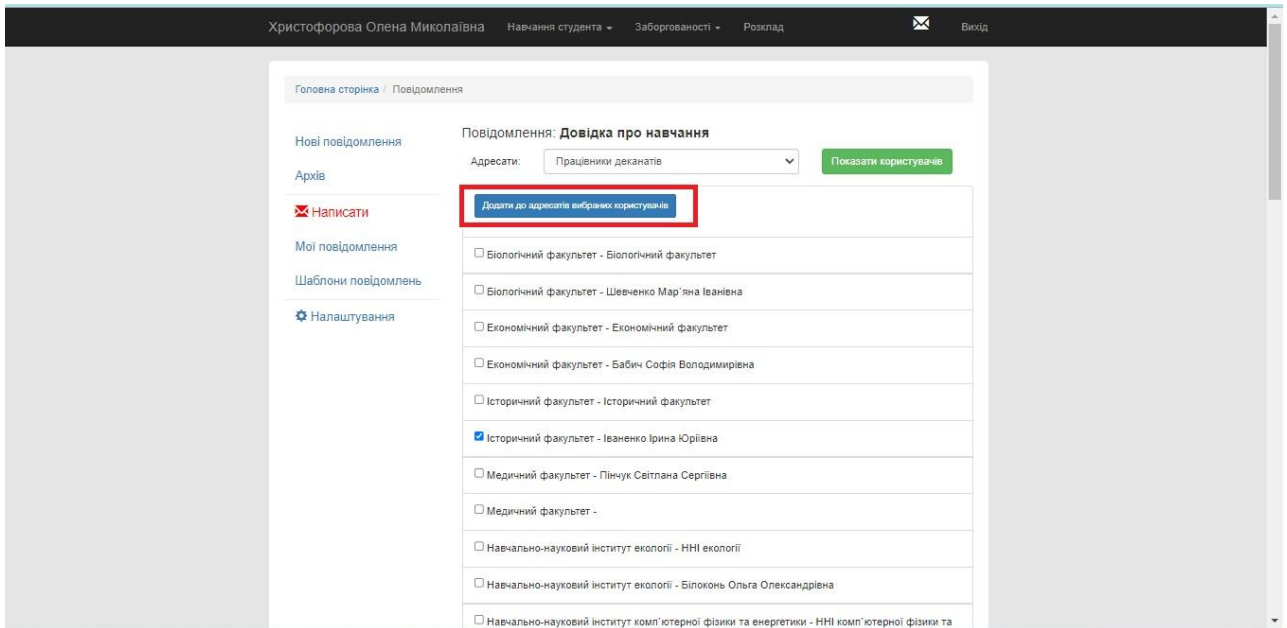 Христофорова Олена Миколаївна Навчання студента Заборгованості Розклад Вихід
Головна сторінка / Повідомлення
Нові повідомлення
Архів
Написати
Мої повідомлення
Шаблони повідомлень
Налаштування
Повідомлення: Довідка про навчання
Адресати: Працівники деканатів Показати користувачів
Додати до адресатів вибраних користувачів
Біологічний факультет - Біологічний факультет
Біологічний факультет - Шевченко Мар`яна Іванівна
Економічний факультет - Економічний факультет
Економічний факультет - Бабич Софія Володимирівна
Історичний факультет - Історичний факультет
Історичний факультет - Іваненко Ірина Юріївна
Медичний факультет - Пінчук Світлана Сергіївна
Медичний факультет -
Навчально-науковий інститут екології - ННІ екології
Навчально-науковий інститут екології - Білоконь Ольга Олександрівна
Навчально-науковий інститут комп`ютерної фізики та енергетики - ННІ комп`ютерної фізики та